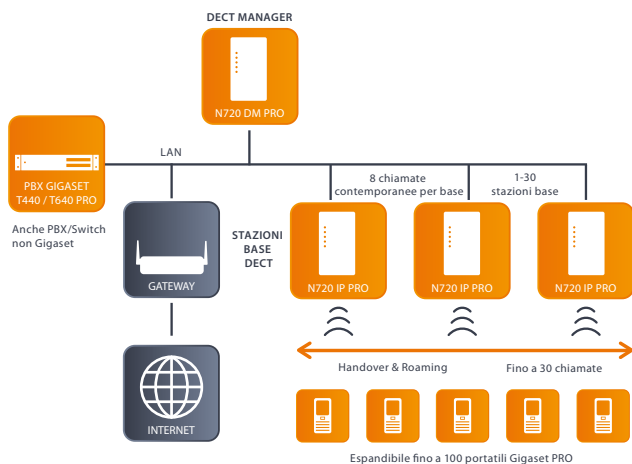 DECT MANAGER
N720 DM PRO
LAN
PBX GIGASET
T440 / T640 PRO
Anche PBX/Switch
non Gigaset
GATEWAY
INTERNET
8 chiamate
contemporanee per base
1-30
stazioni base
STAZIONI
BASE
DECT
N720 IP PRO
N720 IP PRO
N720 IP PRO
Handover & Roaming
Fino a 30 chiamate
Espandibile fino a 100 portatili Gigaset PRO